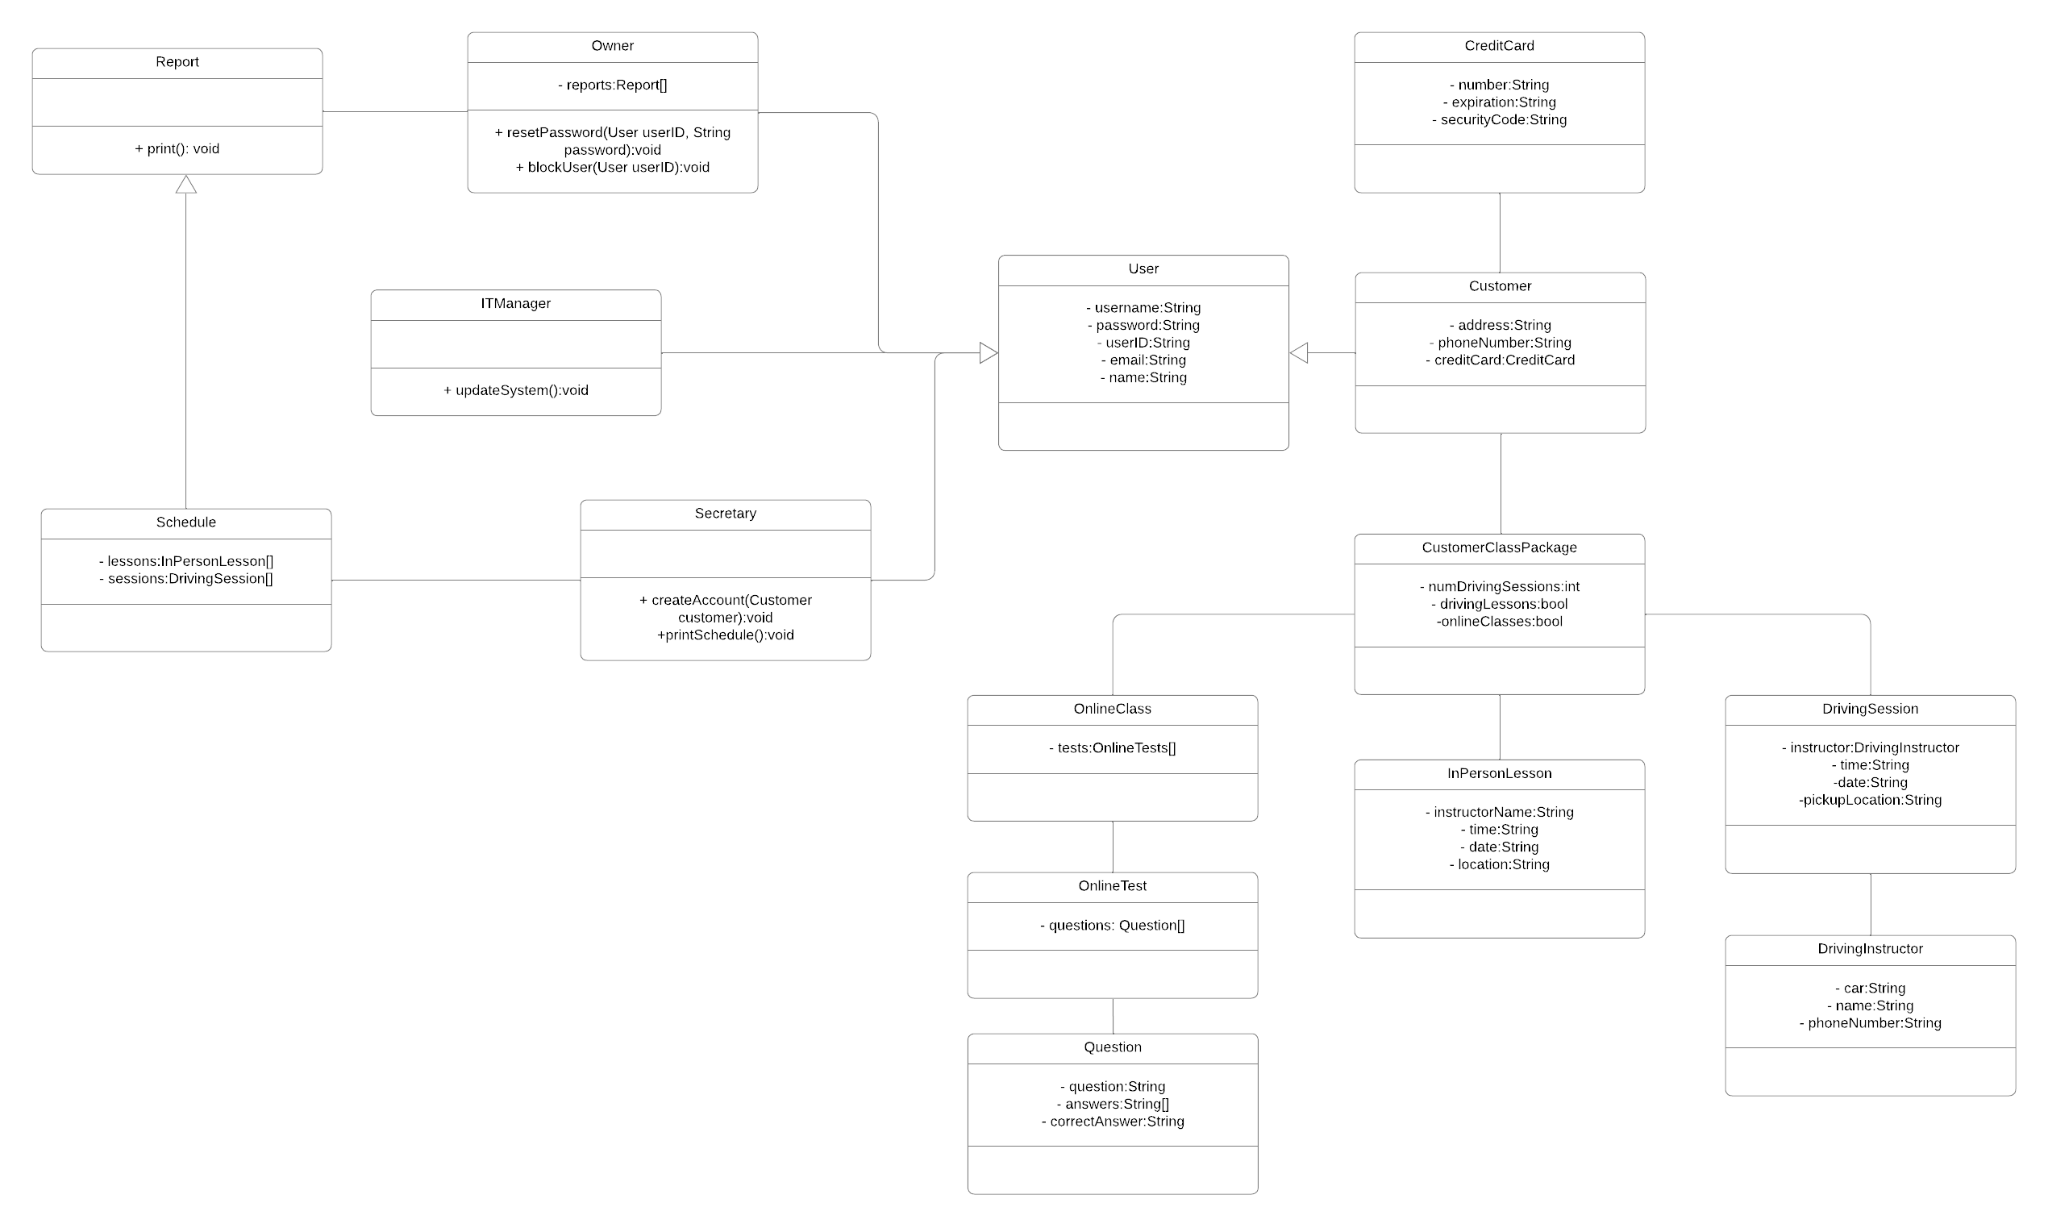 Report
+ print(): void
Owner
- reports:Report[]
+ resetPassword(User userID, String
password):void
+ blockUser(User userID):void
CreditCard
- number:String
- expiration:String
- securityCode:String
ITManager
+ updateSystem():void
User
- username:String
- password:String
- userID:String
- email:String
- name:String
Customer
- address:String
- phoneNumber:String
- creditCard:CreditCard
Schedule
- lessons:InPersonLesson[]
- sessions:DrivingSession[]
Secretary
+ createAccount(Customer
customer):void
+printSchedule():void
CustomerClassPackage
- numDrivingSessions:int
- drivingLessons:bool
-onlineClasses:bool
OnlineClass
- tests:OnlineTests[]
InPersonLesson
- instructorName:String
- time:String
- date:String
- location:String
DrivingSession
- instructor:DrivingInstructor
- time:String
-date:String
-pickupLocation:String
OnlineTest
- questions: Question[]
DrivingInstructor
- car:String
- name:String
- phoneNumber:String
Question
- question:String
- answers:String[]
- correctAnswer:String